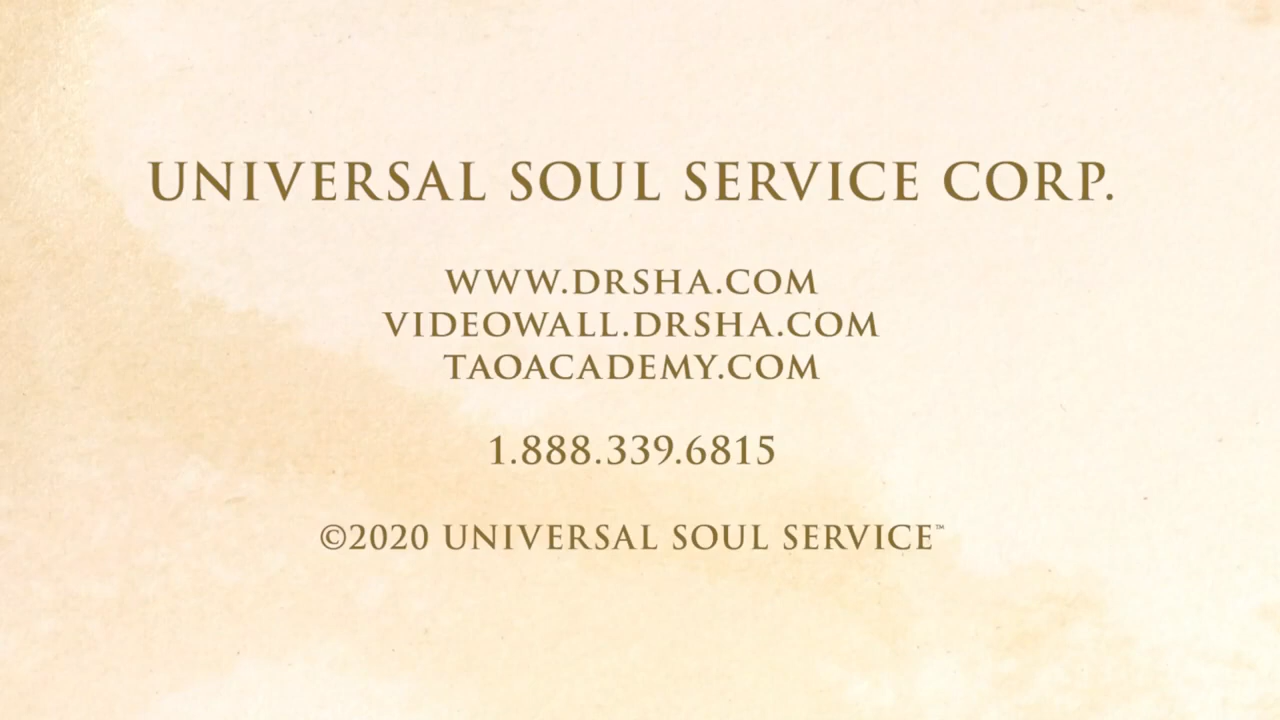 UNIVERSAL SOUL SERVICE CORP.
WWW.DRSHA.COM
VIDEOWALL.DRSHA.COM
TAOACADEMY.COM
1.888.339.6815
©2020 UNIVERSAL SOUL SERVICE™